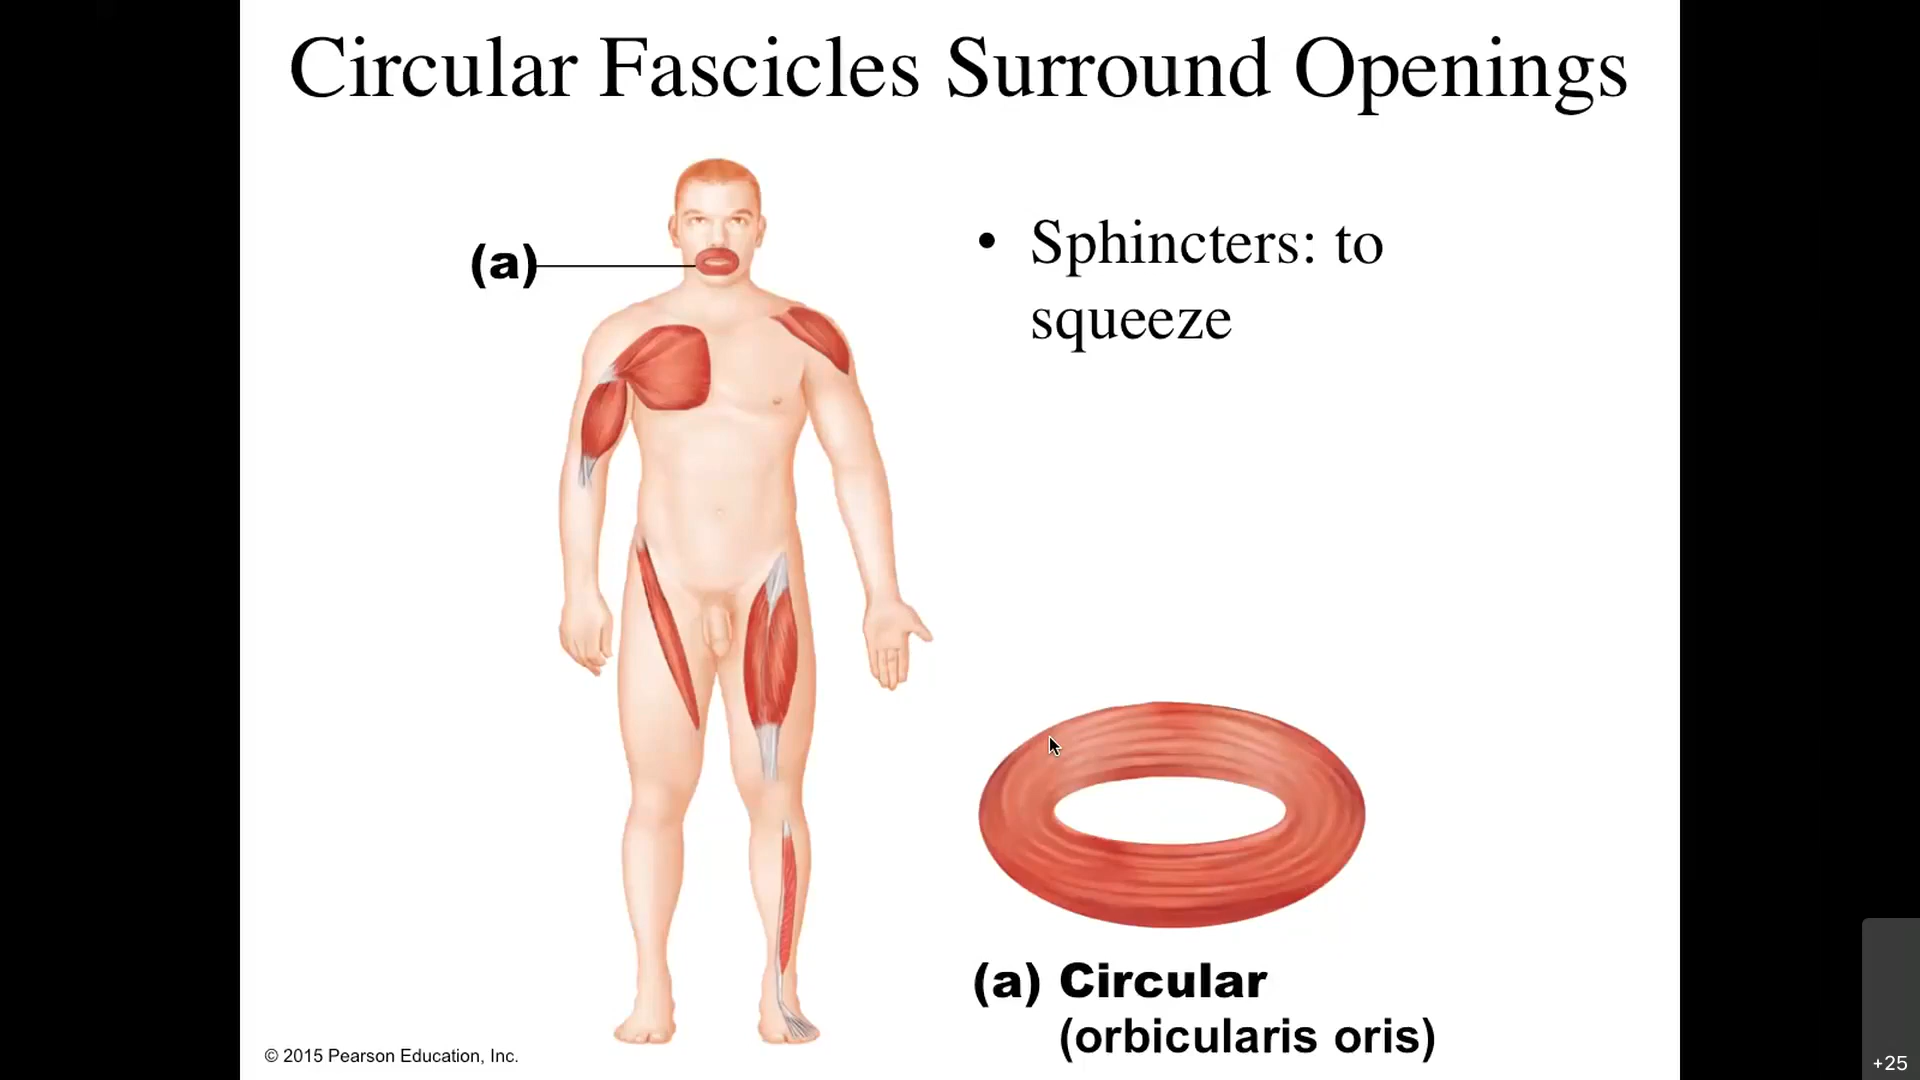 Circular Fascicles Surround Openings
(a)
• Sphincters: to
squeeze
(a) Circular
(orbicularis oris)
© 2015 Pearson Education, Inc.
+25